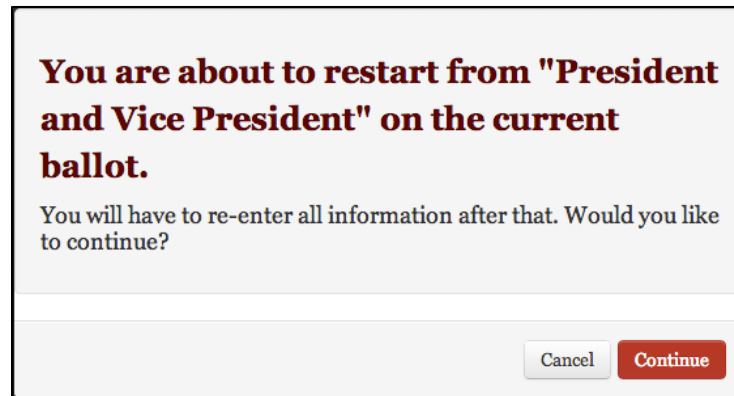 You are about to restart from "President
and Vice President" on the current
ballot.
You will have to re-enter all information after that. Would you like
to continue?
Cancel
Continue